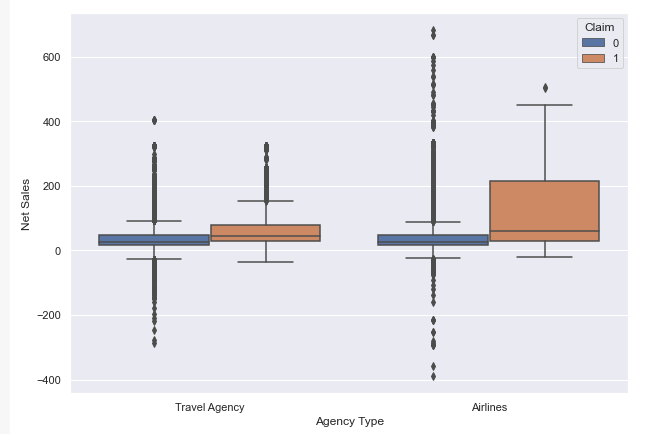 Claim
0
1
600
400
200
0
−200
−400
Net Sales
Travel Agency
Airlines
Agency Type